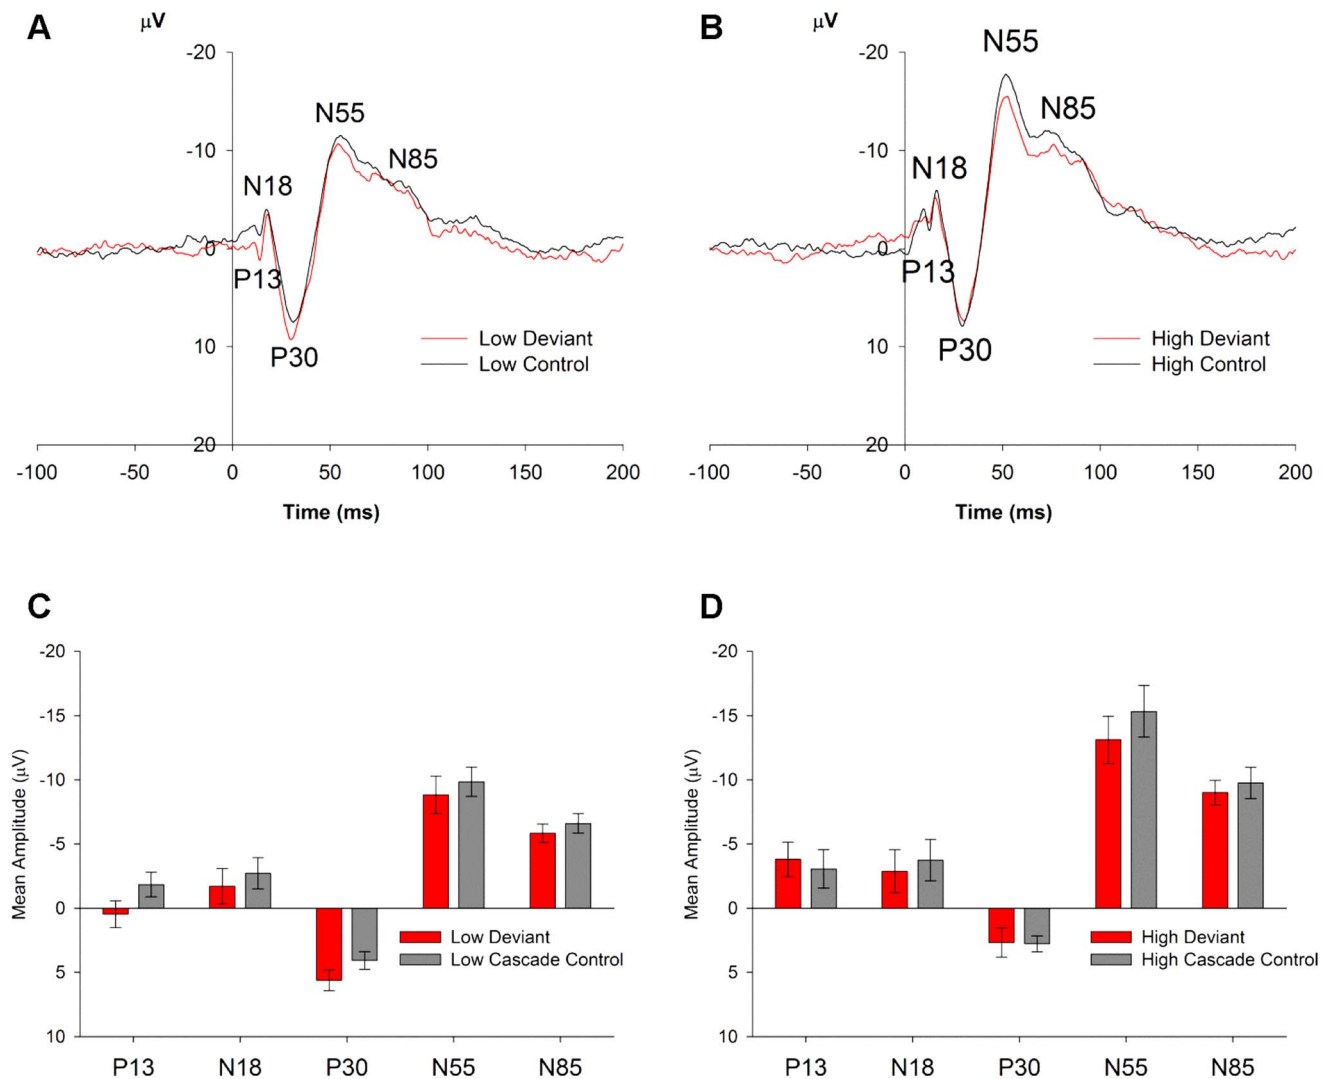 A
µV
-20
N55
-10
N85
N18
0
P13
Low Deviant
Low Control
10
P30
20
-100
-50
0
50
100
150
200
Time (ms)
B
µV
-20
N55
N85
-10
N18
0
P13
High Deviant
High Control
10
P30
20
-100
-50
0
50
100
150
200
Time (ms)
C
-20
-15
-10
-5
0
5
10
Mean Amplitude (µV)
Low Deviant
Low Cascade Control
P13
N18
P30
N55
N85
D
-20
-15
-10
-5
0
5
10
Mean Amplitude (µV)
High Deviant
High Cascade Control
P13
N18
P30
N55
N85